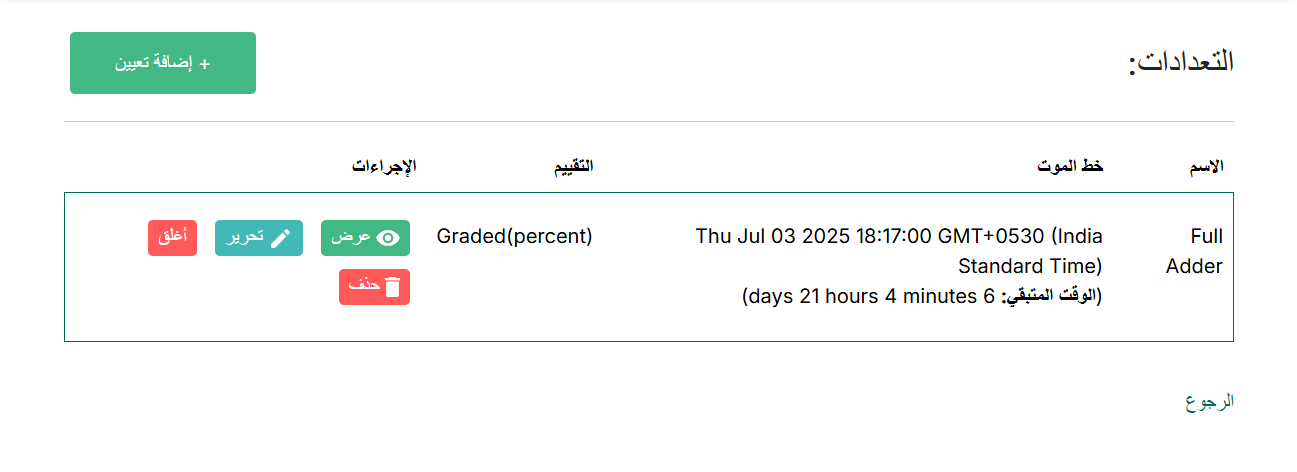 التعدادات:
+ إضافة تعيين
الاسم
خط الموت
التقييم
الإجراءات
Full
Adder
Thu Jul 03 2025 18:17:00 GMT+0530 (India
Standard Time)
(الوقت المتبقي: 6 days 21 hours 4 minutes)
Graded(percent)
عرض
تحرير
أغلق
حذف
الرجوع